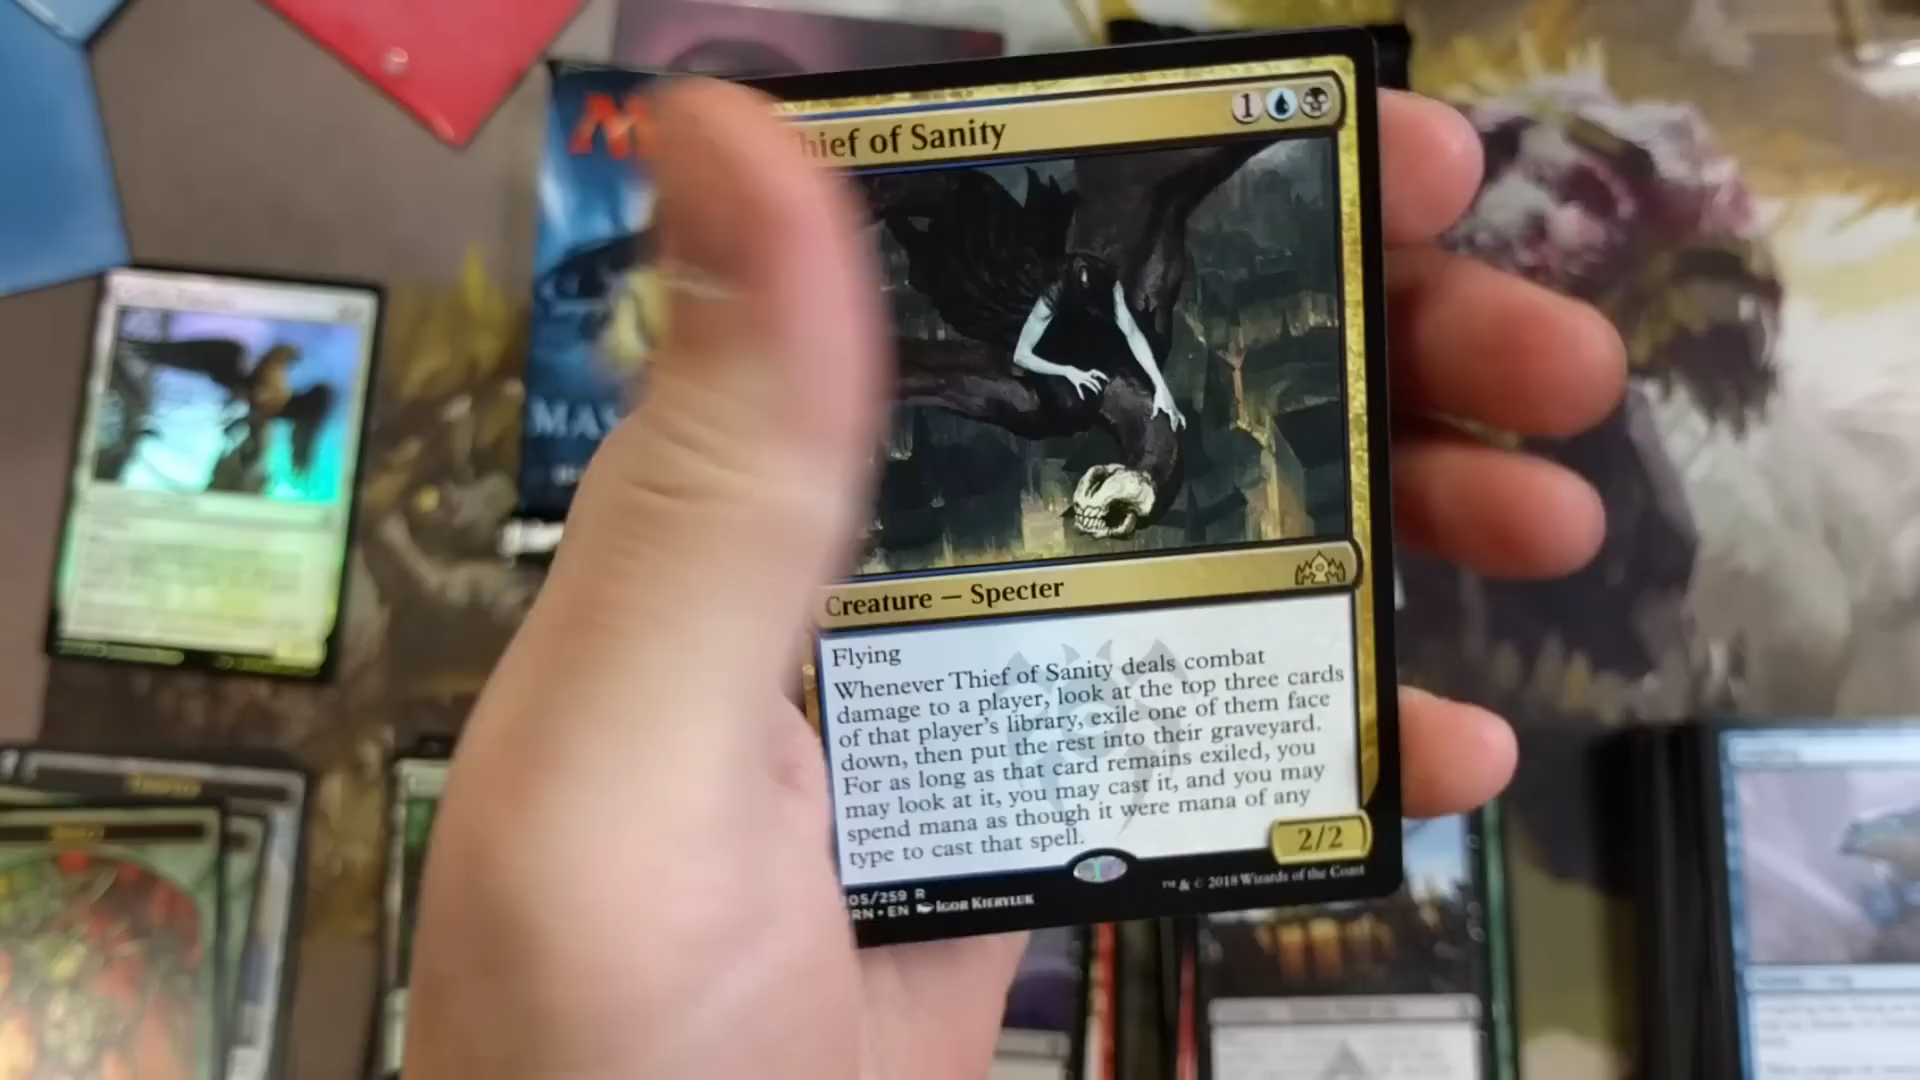 hief of Sanity
1
MAS
Creature — Specter
Flying
Whenever Thief of Sanity deals combat
damage to a player, look at the top three cards
of that player's library, exile one of them face
down, then put the rest into their graveyard.
For as long as that card remains exiled, you
may look at it, you may cast it, and you may
spend mana as though it were mana of any
type to cast that spell.
2/2
05/259 R
RN • EN IGOR KIERYLUK
™ & © 2018 Wizards of the Coast